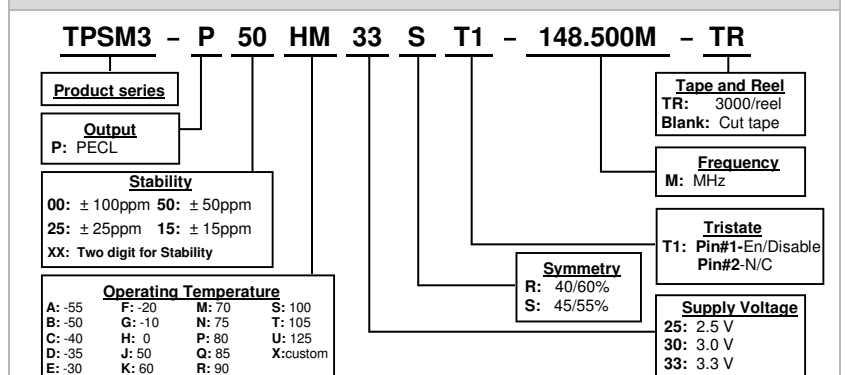 TPSM3 – P 50 HM 33 S T1 – 148.500M – TR
Product series
Output
P: PECL
Stability
00: ± 100ppm 50: ± 50ppm
25: ± 25ppm 15: ± 15ppm
XX: Two digit for Stability
Operating Temperature
A: -55 F: -20 M: 70 S: 100
B: -50 G: -10 N: 75 T: 105
C: -40 H: 0 P: 80 U: 125
D: -35 J: 50 Q: 85 X:custom
E: -30 K: 60 R: 90
Symmetry
R: 40/60%
S: 45/55%
Tape and Reel
TR: 3000/reel
Blank: Cut tape
Frequency
M: MHz
Tristate
T1: Pin#1-En/Disable
Pin#2-N/C
Supply Voltage
25: 2.5 V
30: 3.0 V
33: 3.3 V